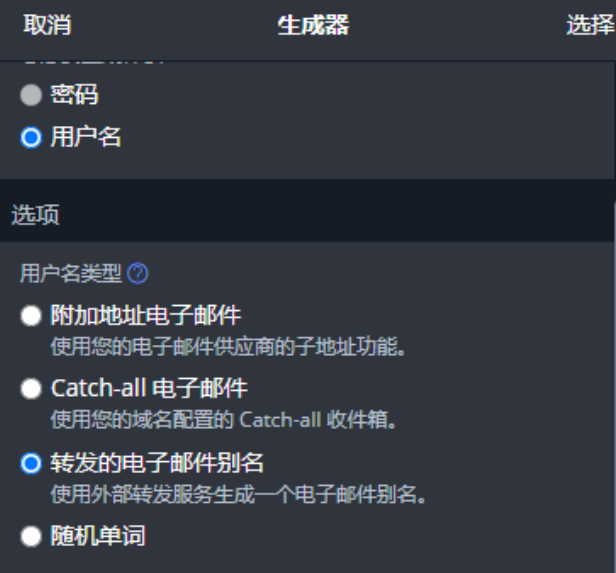 取消
生成器
选择
密码
用户名
选项
用户名类型
附加地址电子邮件
使用您的电子邮件供应商的子地址功能。
Catch-all 电子邮件
使用您的域名配置的 Catch-all 收件箱。
转发的电子邮件别名
使用外部转发服务生成一个电子邮件别名。
随机单词